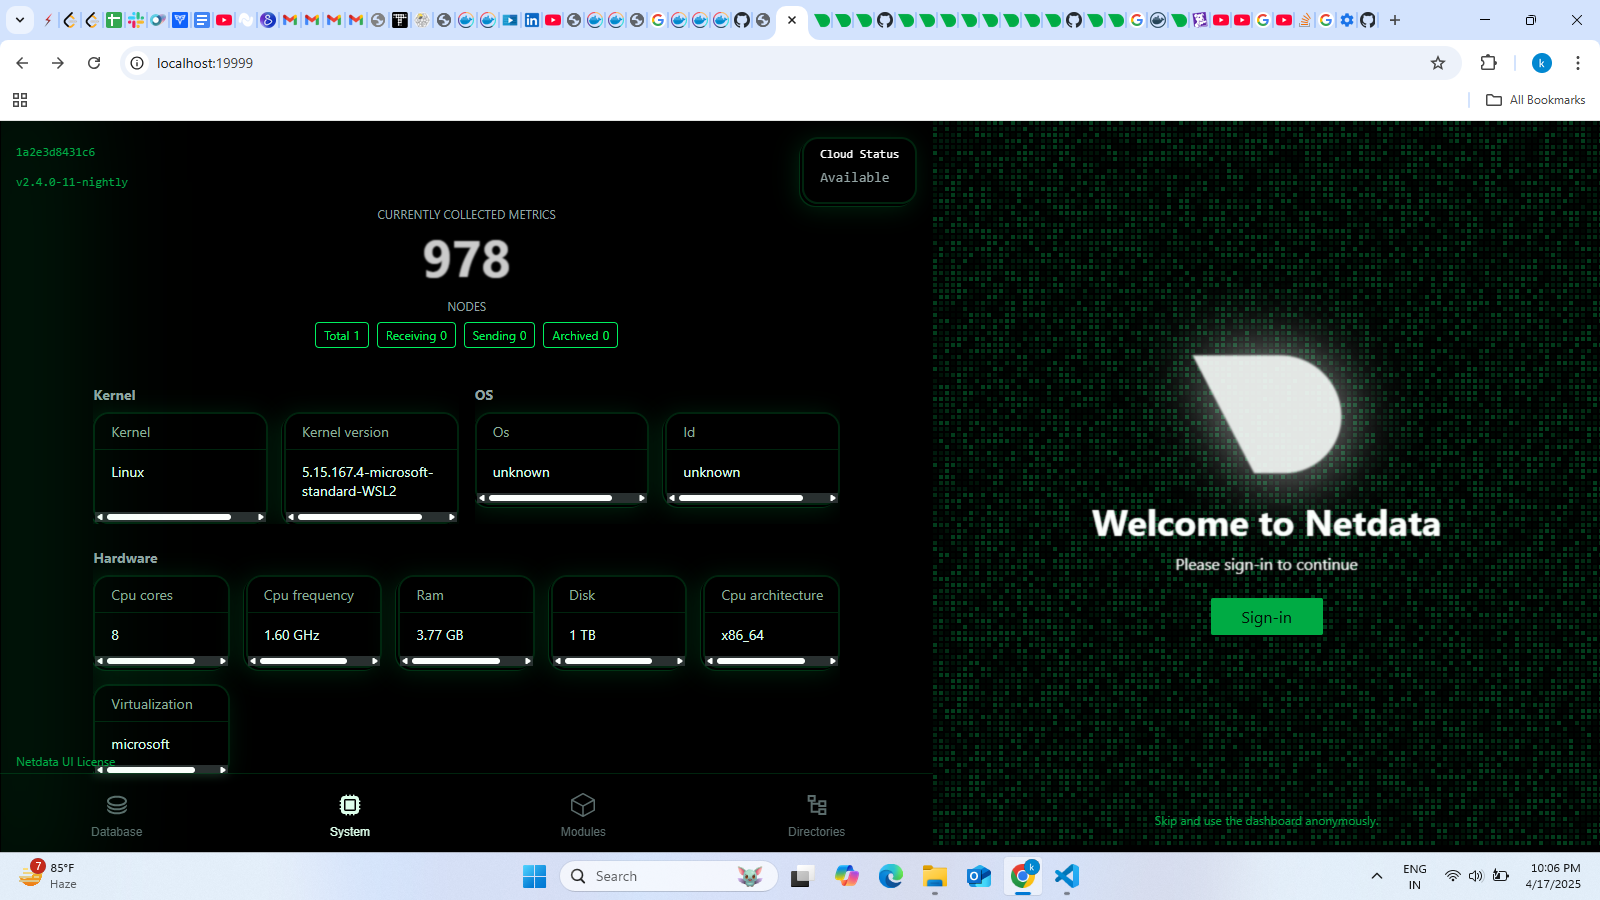 localhost:19999
k
All Bookmarks
1a2e3d8431c6
v2.4.0-11-nightly
Cloud Status
Available
CURRENTLY COLLECTED METRICS
978
NODES
Total 1
Receiving 0
Sending 0
Archived 0
Kernel
OS
Kernel
Kernel version
Os
Id
Linux
5.15.167.4-microsoft-
standard-WSL2
unknown
unknown
Hardware
Cpu cores
Cpu frequency
Ram
Disk
Cpu architecture
8
1.60 GHz
3.77 GB
1 TB
x86_64
Virtualization
microsoft
Netdata UI License
Database
System
Modules
Directories
Welcome to Netdata
Please sign-in to continue
Sign-in
Skip and use the dashboard anonymously.
7
85°F
Haze
Search
k
ENG
IN
10:06 PM
4/17/2025